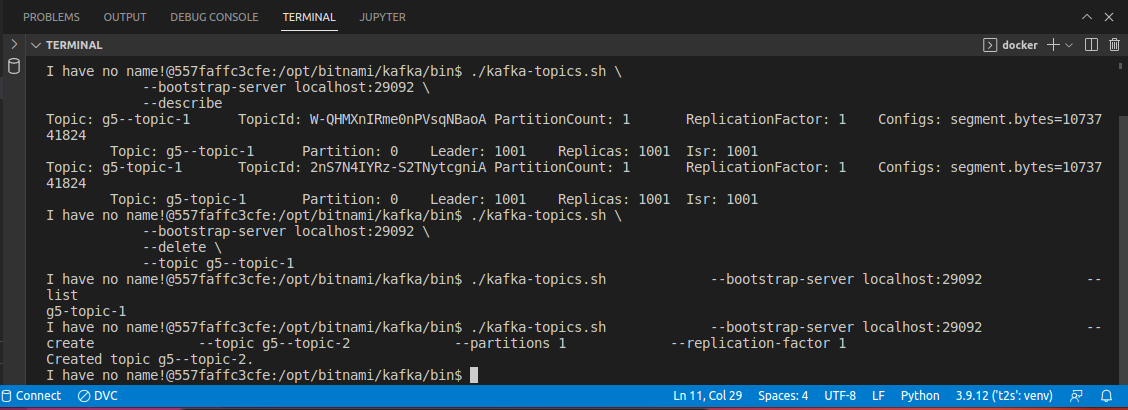 PROBLEMS OUTPUT DEBUG CONSOLE TERMINAL JUPYTER
TERMINAL docker
I have no name!@557faffc3cfe:/opt/bitnami/kafka/bin$ ./kafka-topics.sh \
--bootstrap-server localhost:29092 \
--describe
Topic: g5--topic-1 TopicId: W-QHMXnIRme0nPVsqNBaoA PartitionCount: 1 ReplicationFactor: 1 Configs: segment.bytes=10737
41824
Topic: g5--topic-1 Partition: 0 Leader: 1001 Replicas: 1001 Isr: 1001
Topic: g5-topic-1 TopicId: 2nS7N4IYRz-S2TNytcgniA PartitionCount: 1 ReplicationFactor: 1 Configs: segment.bytes=10737
41824
Topic: g5-topic-1 Partition: 0 Leader: 1001 Replicas: 1001 Isr: 1001
I have no name!@557faffc3cfe:/opt/bitnami/kafka/bin$ ./kafka-topics.sh \
--bootstrap-server localhost:29092 \
--delete \
--topic g5--topic-1
I have no name!@557faffc3cfe:/opt/bitnami/kafka/bin$ ./kafka-topics.sh --bootstrap-server localhost:29092 --
list
g5-topic-1
I have no name!@557faffc3cfe:/opt/bitnami/kafka/bin$ ./kafka-topics.sh --bootstrap-server localhost:29092 --
create --topic g5--topic-2 --partitions 1 --replication-factor 1
Created topic g5--topic-2.
I have no name!@557faffc3cfe:/opt/bitnami/kafka/bin$
Connect DVC Ln 11, Col 29 Spaces: 4 UTF-8 LF Python 3.9.12 ('t2s': venv)